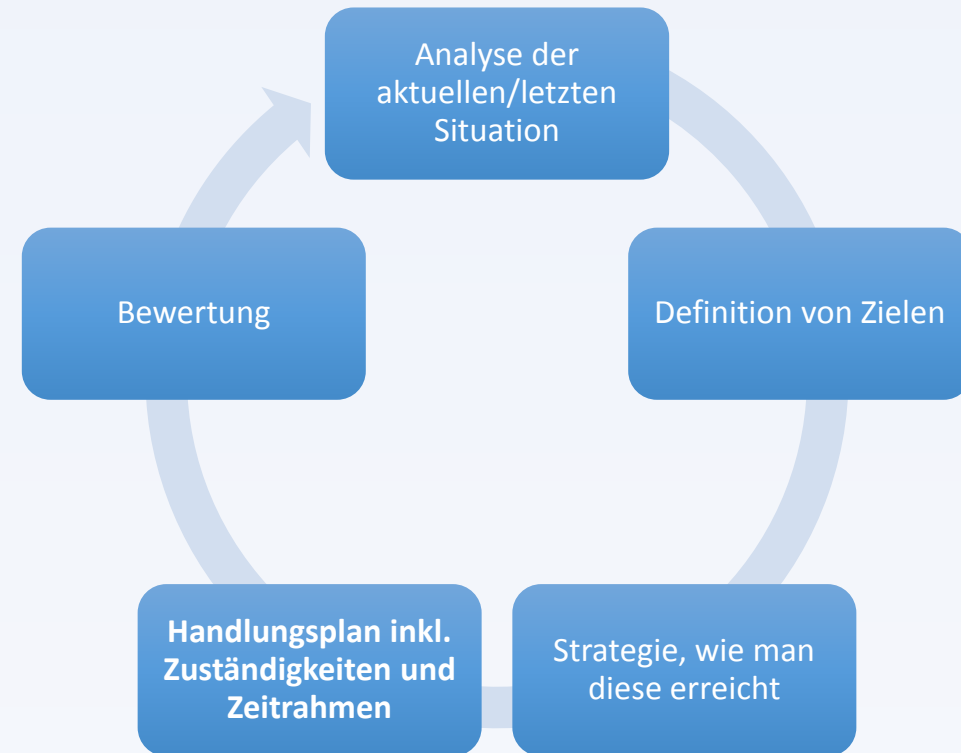 Analyse der
aktuellen/letzten
Situation
Definition von Zielen
Strategie, wie man
diese erreicht
Handlungsplan inkl.
Zuständigkeiten und
Zeitrahmen
Bewertung